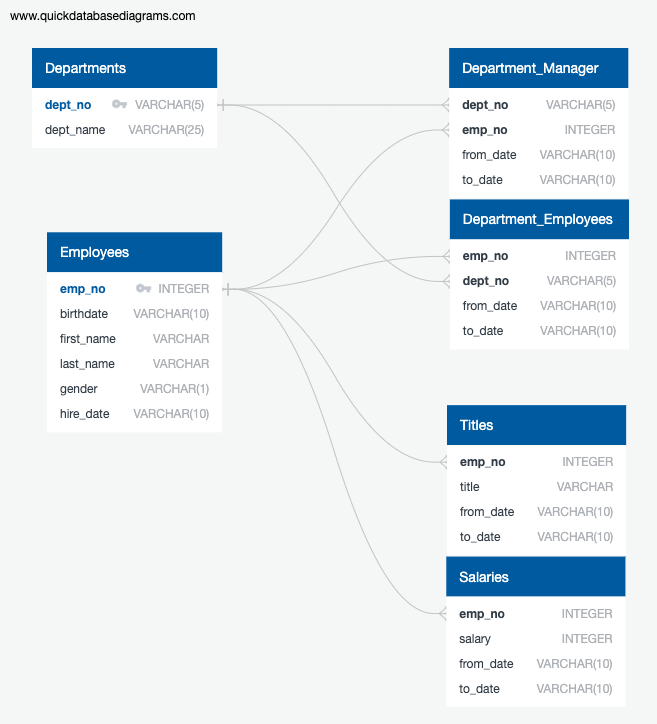 www.quickdatabasediagrams.com
Departments
dept_no VARCHAR(5)
dept_name VARCHAR(25)
Employees
emp_no INTEGER
birthdate VARCHAR(10)
first_name VARCHAR
last_name VARCHAR
gender VARCHAR(1)
hire_date VARCHAR(10)
Department_Manager
dept_no VARCHAR(5)
emp_no INTEGER
from_date VARCHAR(10)
to_date VARCHAR(10)
Department_Employees
emp_no INTEGER
dept_no VARCHAR(5)
from_date VARCHAR(10)
to_date VARCHAR(10)
Titles
emp_no INTEGER
title VARCHAR
from_date VARCHAR(10)
to_date VARCHAR(10)
Salaries
emp_no INTEGER
salary INTEGER
from_date VARCHAR(10)
to_date VARCHAR(10)